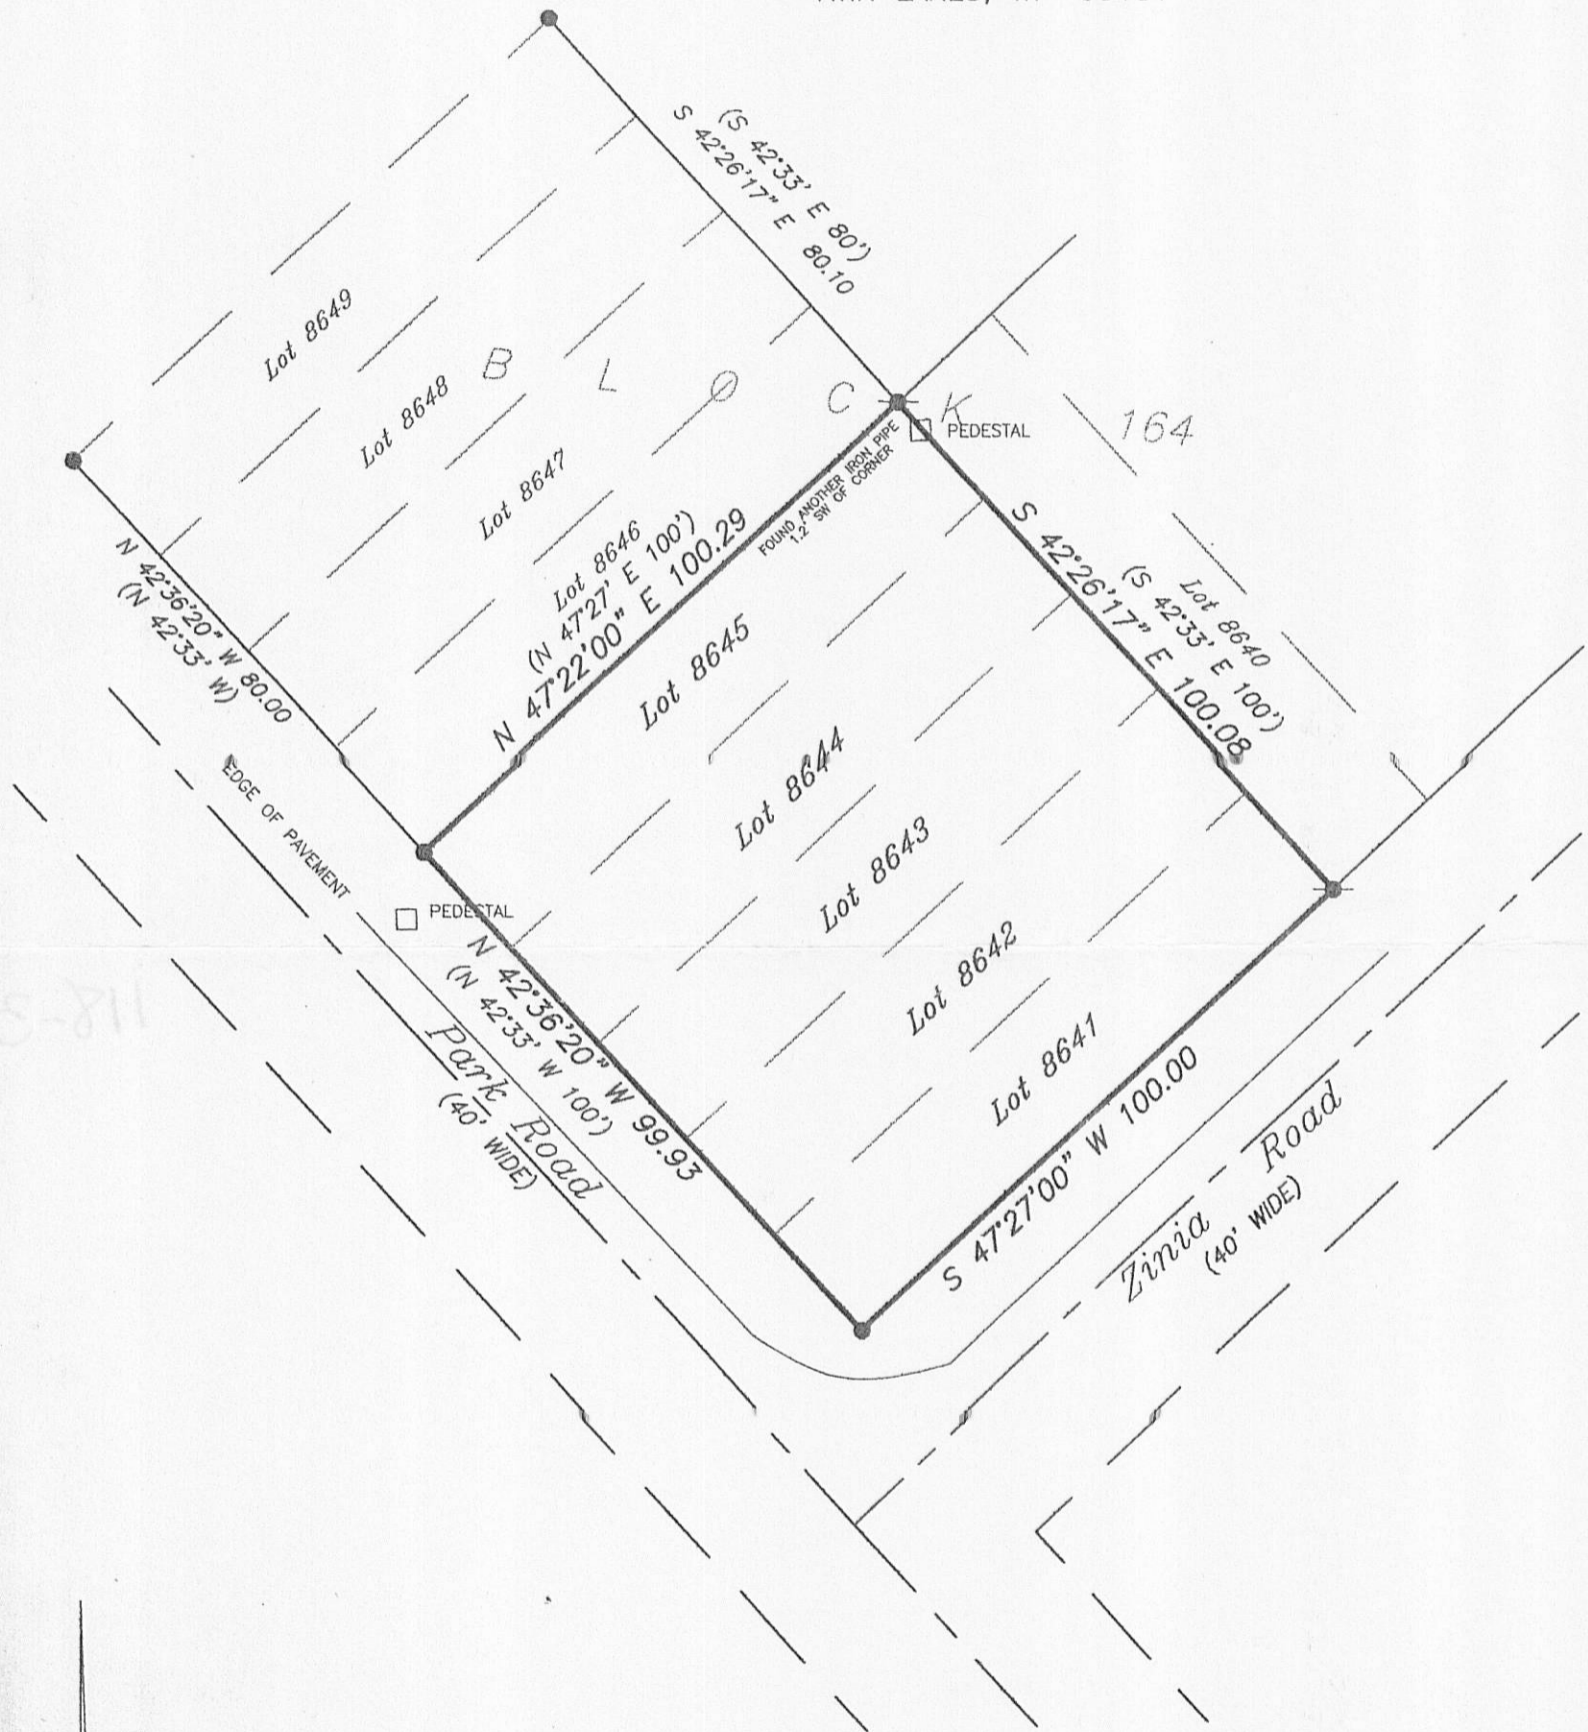 (S 42°33' E 80')
S 42°26'17" E 80.10
Lot 8649
Lot 8648
Lot 8647
Lot 8646
B L O C K
164
PEDESTAL
FOUND ANOTHER IRON PIPE
1.2' SW OF CORNER
(N 47°27' E 100')
N 47°22'00" E 100.29
N 42°36'20" W 80.00
(N 42°33' W)
S 42°26'17" E 100.08
(S 42°33' E 100')
Lot 8640
Lot 8645
Lot 8644
Lot 8643
Lot 8642
Lot 8641
EDGE OF PAVEMENT
PEDESTAL
N 42°36'20" W 99.93
(N 42°33' W 100')
Park Road
(40' WIDE)
S 47°27'00" W 100.00
Zinia Road
(40' WIDE)